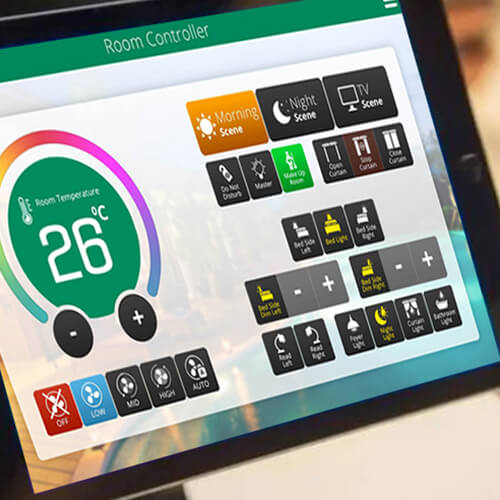 Room Controller
Morning
Scene
Night
Scene
TV
Scene
Do Not
Disturb
Master
Make Up
Room
Open
Curtain
Stop
Curtain
Close
Curtain
Room Temperature
26°C
-
+
Bed Side
Left
Bed Light
Bed Side
Right
Bed Side
Dim Left
-
+
Bed Side
Dim Right
-
+
Read
Left
Read
Right
Foyer
Light
Night
Light
Curtain
Light
Bathroom
Light
OFF
LOW
MID
HIGH
AUTO